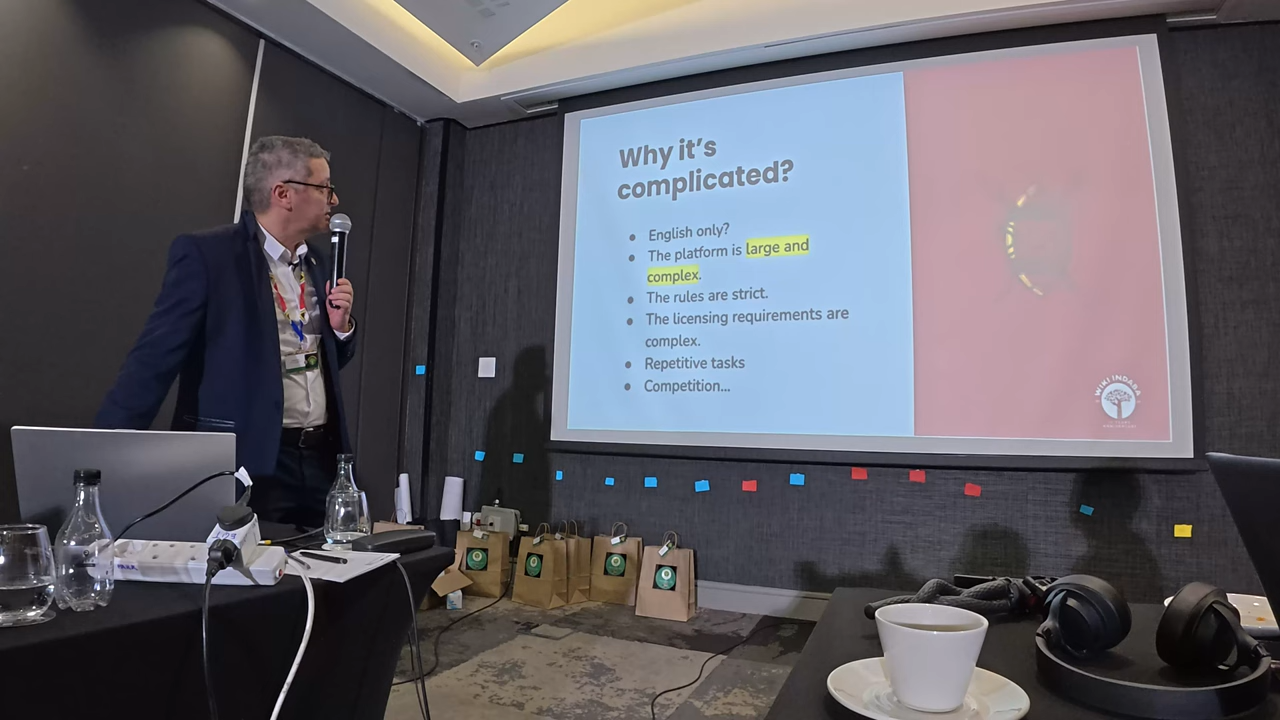 Why it's
complicated?
● English only?
● The platform is large and
complex.
● The rules are strict.
● The licensing requirements are
complex.
● Repetitive tasks
● Competition...
WIKI INDABA